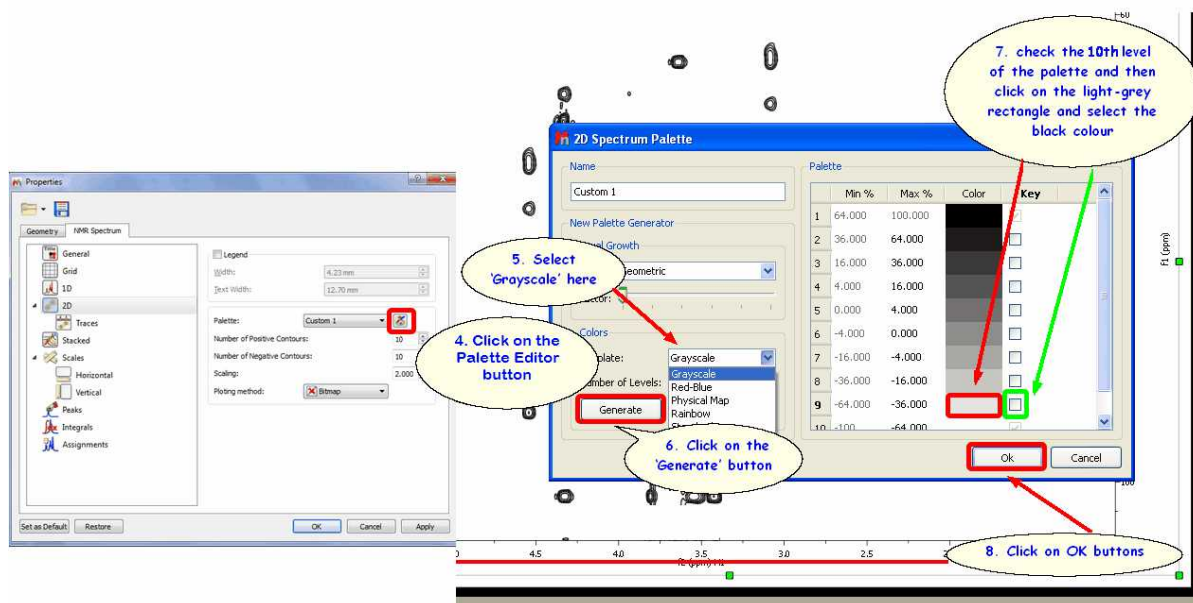 Properties
Geometry
NMR Spectrum
General
Grid
1D
2D
Traces
Stacked
Scales
Horizontal
Vertical
Peaks
Integrals
Assignments
Legend
Width:
4.23 mm
Text Width:
12.70 mm
Palette:
Custom 1
Number of Positive Contours:
10
Number of Negative Contours:
10
Scaling:
2.000
Ploting method:
Bitmap
Set as Default
Restore
OK
Cancel
Apply
4. Click on the
Palette Editor
button
5. Select
'Grayscale' here
6. Click on the
'Generate' button
7. check the 10th level
of the palette and then
click on the light-grey
rectangle and select the
black colour
8. Click on OK buttons
2D Spectrum Palette
Name
Custom 1
New Palette Generator
Growth
Colors
Grayscale
Number of Levels:
Grayscale
Red-Blue
Physical Map
Rainbow
Generate
Palette
Min % Max % Color Key
1 64.000 100.000
2 36.000 64.000
3 16.000 36.000
4 4.000 16.000
5 0.000 4.000
6 -4.000 0.000
7 -16.000 -4.000
8 -36.000 -16.000
9 -64.000 -36.000
10 -100 -64.000
Ok
Cancel
f1 (ppm)
4.5 4.0 3.5 3.0 2.5